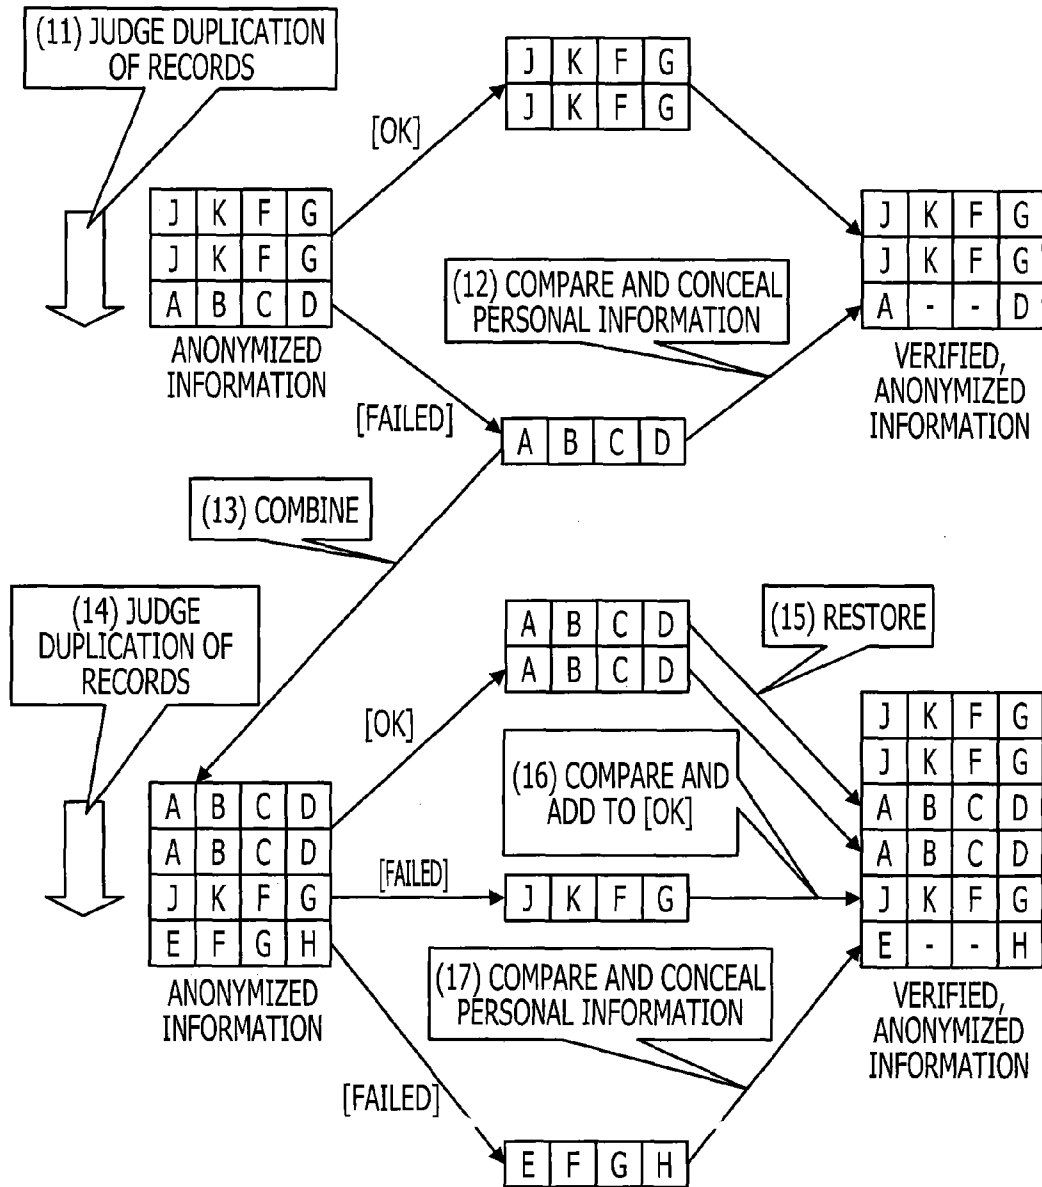 (11) JUDGE DUPLICATION
OF RECORDS
J K F G
J K F G
[OK]
J K F G
J K F G
A B C D
ANONYMIZED
INFORMATION
(12) COMPARE AND CONCEAL
PERSONAL INFORMATION
J K F G
J K F G
A - - D
VERIFIED,
ANONYMIZED
INFORMATION
[FAILED]
A B C D
(13) COMBINE
(14) JUDGE
DUPLICATION OF
RECORDS
A B C D
A B C D
(15) RESTORE
[OK]
(16) COMPARE AND
ADD TO [OK]
A B C D
A B C D
J K F G
E F G H
ANONYMIZED
INFORMATION
[FAILED]
J K F G
J K F G
J K F G
A B C D
A B C D
J K F G
E - - H
VERIFIED,
ANONYMIZED
INFORMATION
(17) COMPARE AND CONCEAL
PERSONAL INFORMATION
[FAILED]
E F G H